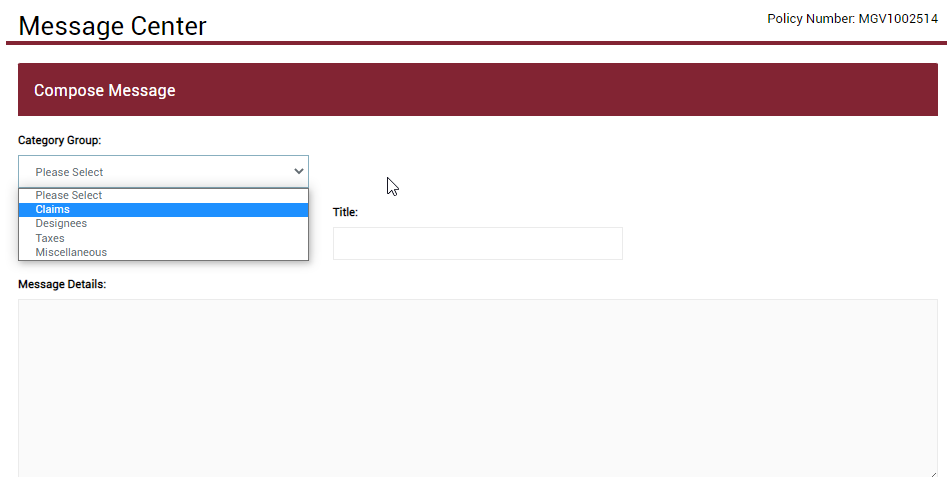 Message Center
Policy Number: MGV1002514
Compose Message
Category Group:
Please Select
Please Select
Claims
Designees
Taxes
Miscellaneous
Title:
Message Details: